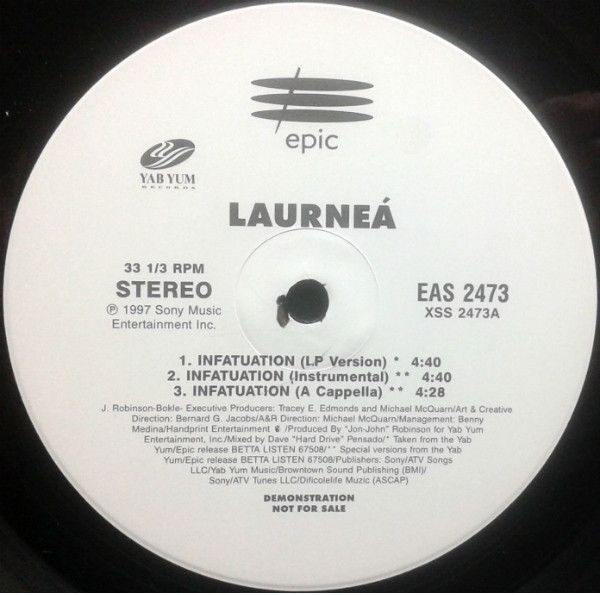 epic
YAB YUM
RECORDS
LAURNEÁ
33 1/3 RPM
STEREO
℗ 1997 Sony Music
Entertainment Inc.
EAS 2473
XSS 2473A
1. INFATUATION (LP Version) * 4:40
2. INFATUATION (Instrumental) ** 4:40
3. INFATUATION (A Cappella) ** 4:28
J. Robinson-Bokle- Executive Producers: Tracey E. Edmonds and Michael McQuarn/Art & Creative
Direction: Bernard G. Jacobs/A&R Direction: Michael McQuarn/Management: Benny
Medina/Handprint Entertainment /Produced By "Jon-John" Robinson for Yab Yum
Entertainment, Inc/Mixed by Dave "Hard Drive" Pensado/* Taken from the Yab
Yum/Epic release BETTA LISTEN 67508/** Special versions from the Yab
Yum/Epic release BETTA LISTEN 67508/Publishers: Sony/ATV Songs
LLC/Yab Yum Music/Browntown Sound Publishing (BMI)/
Sony/ATV Tunes LLC/Dificolelife Muzic (ASCAP)
DEMONSTRATION
NOT FOR SALE